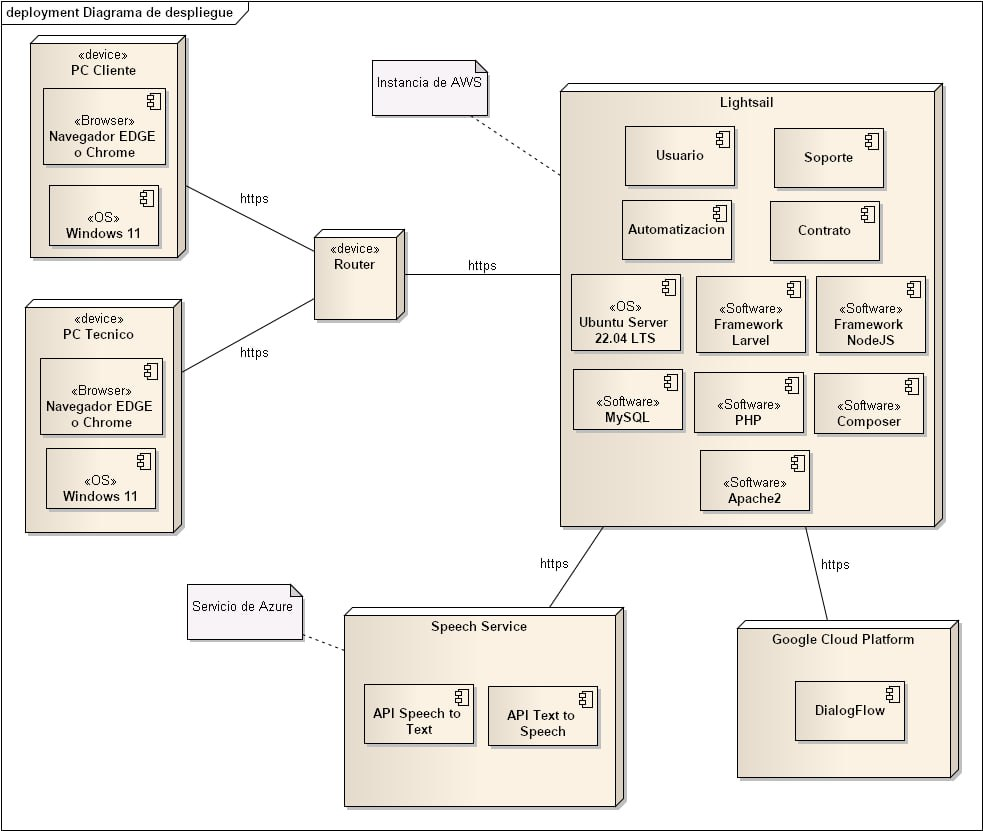 deployment Diagrama de despliegue
«device»
PC Cliente
«Browser»
Navegador EDGE
o Chrome
«OS»
Windows 11
https
«device»
PC Tecnico
«Browser»
Navegador EDGE
o Chrome
«OS»
Windows 11
https
«device»
Router
https
Instancia de AWS
Lightsail
Usuario
Soporte
Automatizacion
Contrato
«OS»
Ubuntu Server
22.04 LTS
«Software»
Framework
Larvel
«Software»
Framework
NodeJS
«Software»
MySQL
«Software»
PHP
«Software»
Composer
«Software»
Apache2
https
https
Servicio de Azure
Speech Service
API Speech to
Text
API Text to
Speech
Google Cloud Platform
DialogFlow